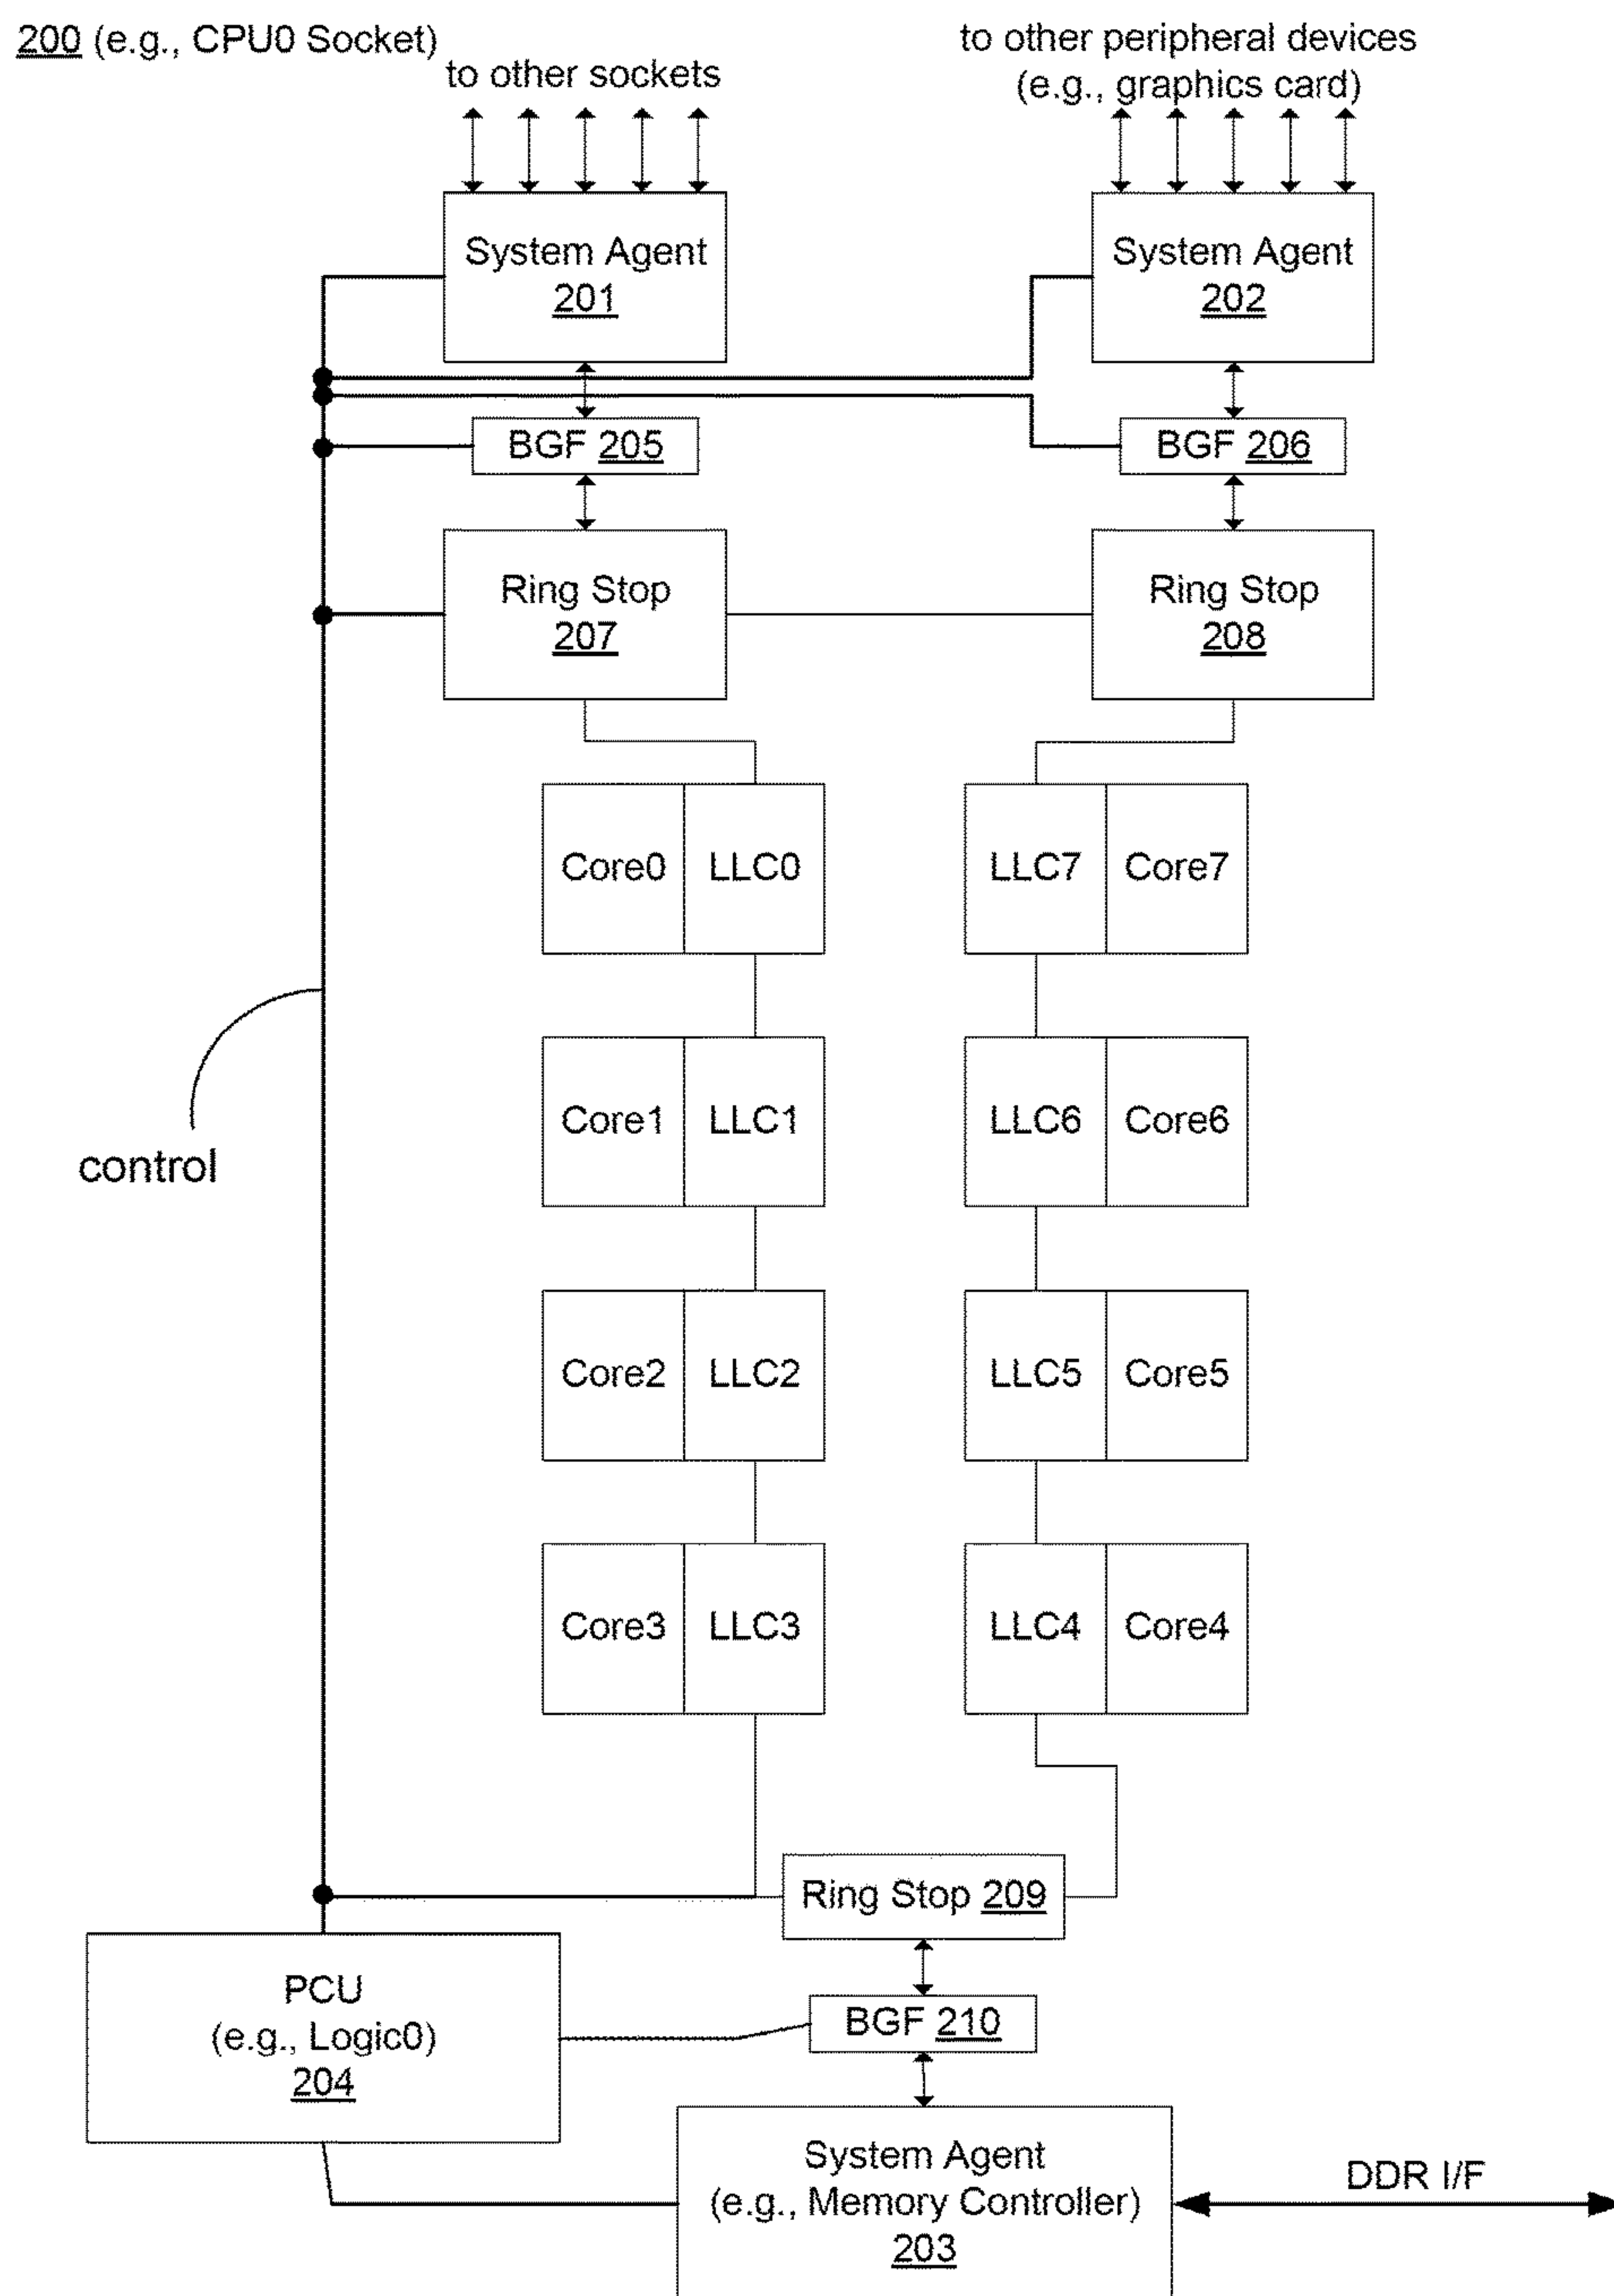 200 (e.g., CPU0 Socket)
to other sockets
to other peripheral devices
(e.g., graphics card)
System Agent
201
System Agent
202
BGF 205
BGF 206
Ring Stop
207
Ring Stop
208
Core0 LLC0
LLC7 Core7
Core1 LLC1
LLC6 Core6
control
Core2 LLC2
LLC5 Core5
Core3 LLC3
LLC4 Core4
Ring Stop 209
PCU
(e.g., Logic0)
204
BGF 210
System Agent
(e.g., Memory Controller)
203
DDR I/F